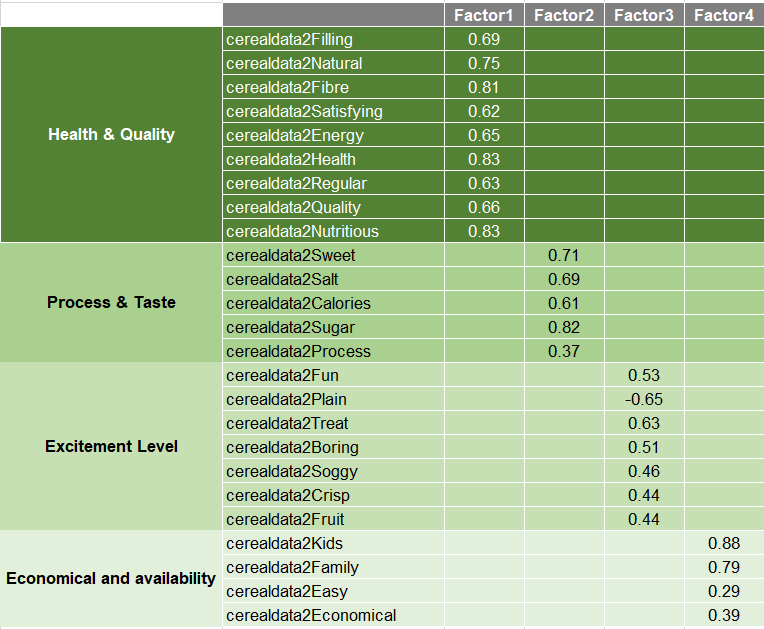 Factor1 Factor2 Factor3 Factor4
Health & Quality
cerealdata2Filling 0.69
cerealdata2Natural 0.75
cerealdata2Fibre 0.81
cerealdata2Satisfying 0.62
cerealdata2Energy 0.65
cerealdata2Health 0.83
cerealdata2Regular 0.63
cerealdata2Quality 0.66
cerealdata2Nutritious 0.83
Process & Taste
cerealdata2Sweet 0.71
cerealdata2Salt 0.69
cerealdata2Calories 0.61
cerealdata2Sugar 0.82
cerealdata2Process 0.37
Excitement Level
cerealdata2Fun 0.53
cerealdata2Plain -0.65
cerealdata2Treat 0.63
cerealdata2Boring 0.51
cerealdata2Soggy 0.46
cerealdata2Crisp 0.44
cerealdata2Fruit 0.44
Economical and availability
cerealdata2Kids 0.88
cerealdata2Family 0.79
cerealdata2Easy 0.29
cerealdata2Economical 0.39